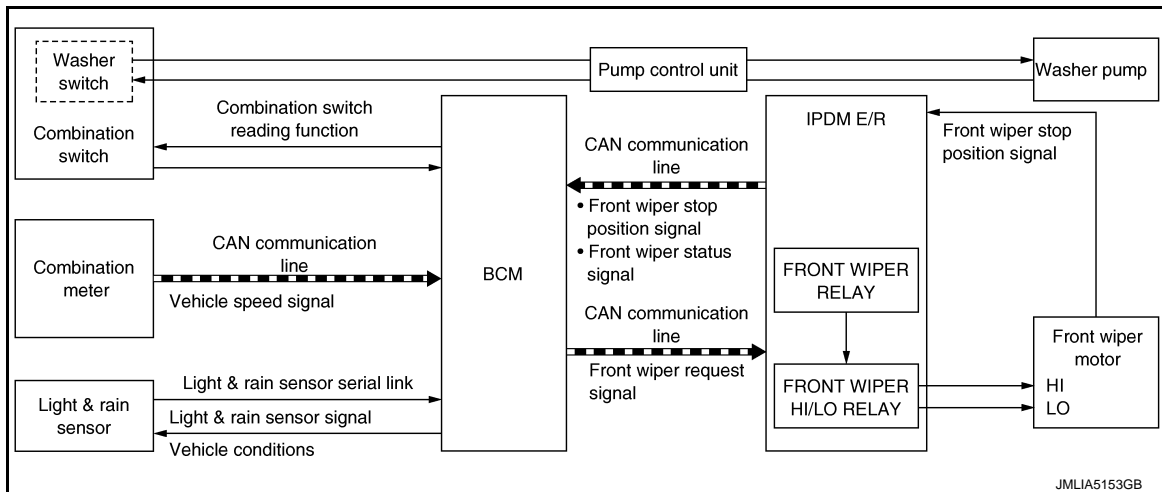 Washer
switch
Pump control unit
Washer pump
Combination switch
reading function
Combination
switch
CAN communication
line
IPDM E/R
Front wiper stop
position signal
• Front wiper stop
position signal
• Front wiper status
signal
Combination
meter
CAN communication
line
Vehicle speed signal
BCM
FRONT WIPER
RELAY
CAN communication
line
Front wiper request
signal
FRONT WIPER
HI/LO RELAY
Front wiper
motor
HI
LO
Light & rain
sensor
Light & rain sensor serial link
Light & rain sensor signal
Vehicle conditions
JMLIA5153GB